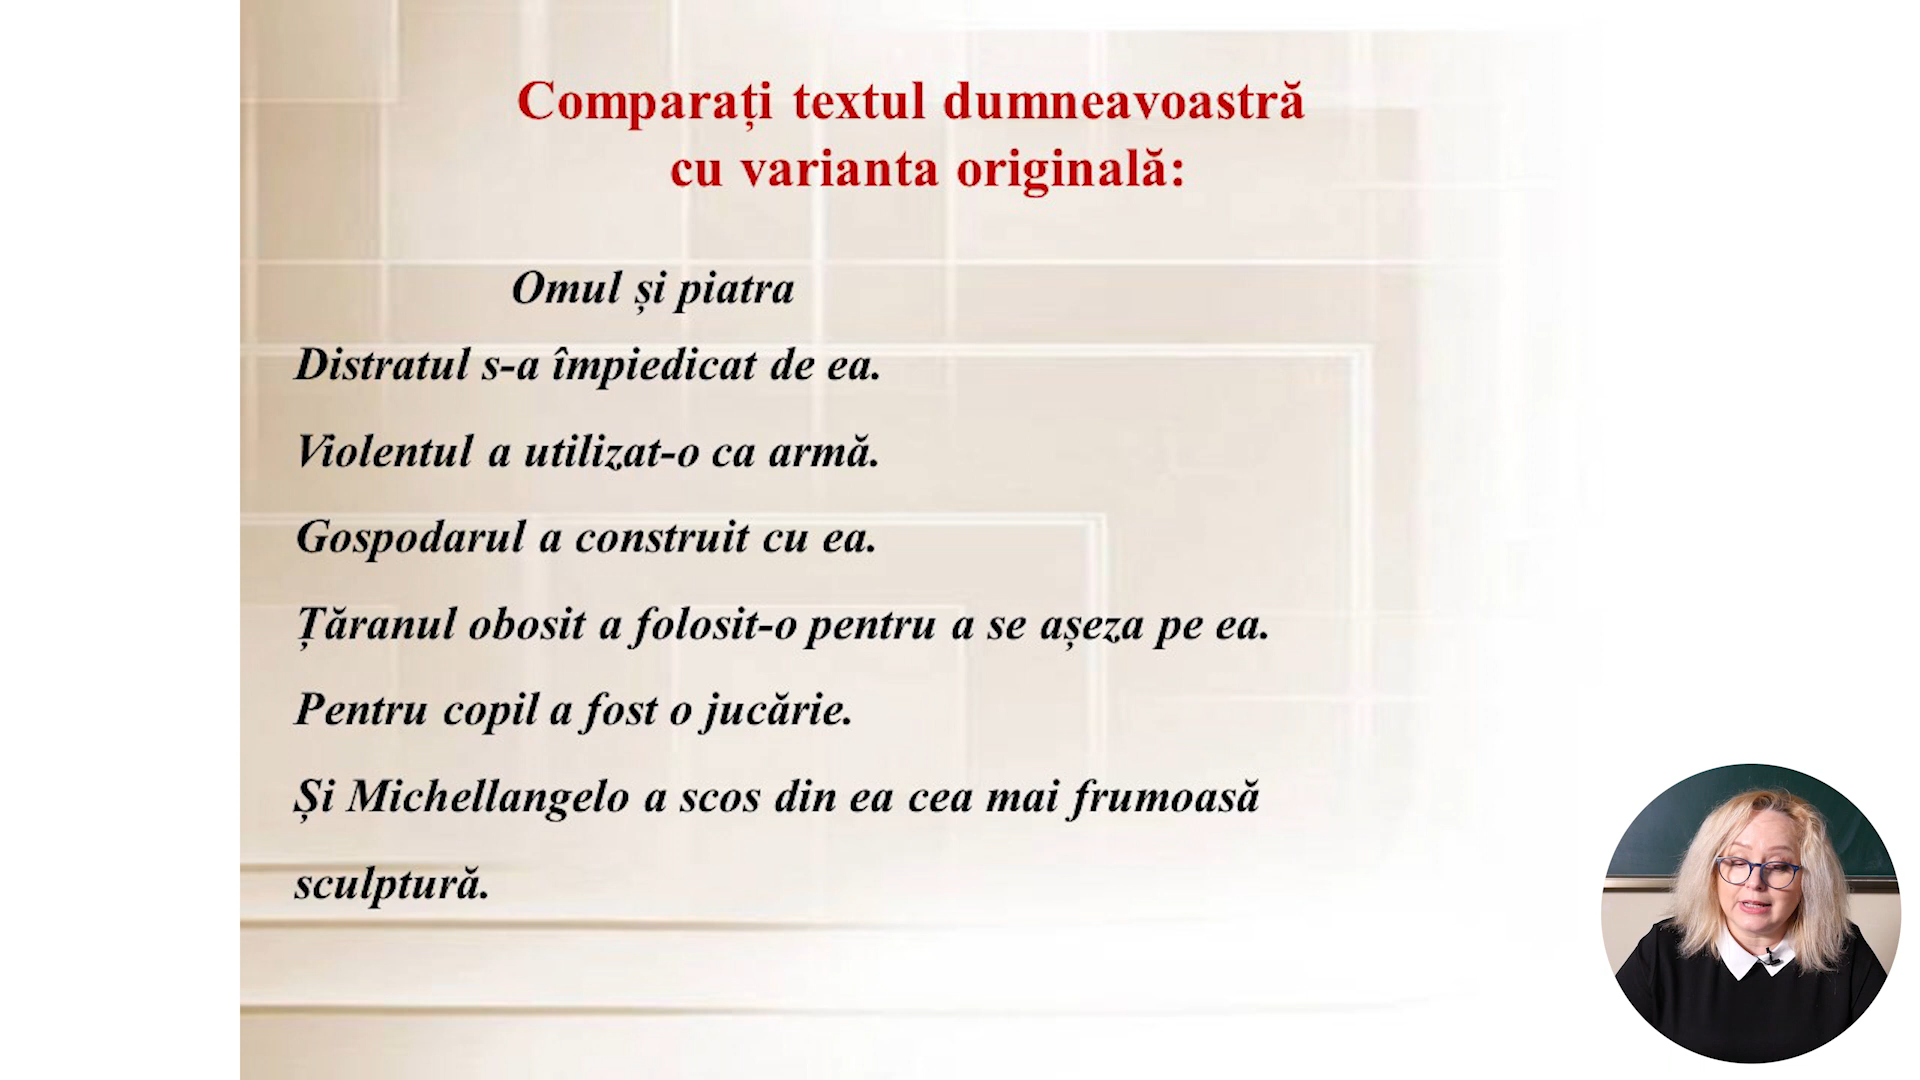 Comparați textul dumneavoastră
cu varianta originală:
Omul și piatra
Distratul s-a împiedicat de ea.
Violentul a utilizat-o ca armă.
Gospodarul a construit cu ea.
Țăranul obosit a folosit-o pentru a se așeza pe ea.
Pentru copil a fost o jucărie.
Și Michellangelo a scos din ea cea mai frumoasă
sculptură.